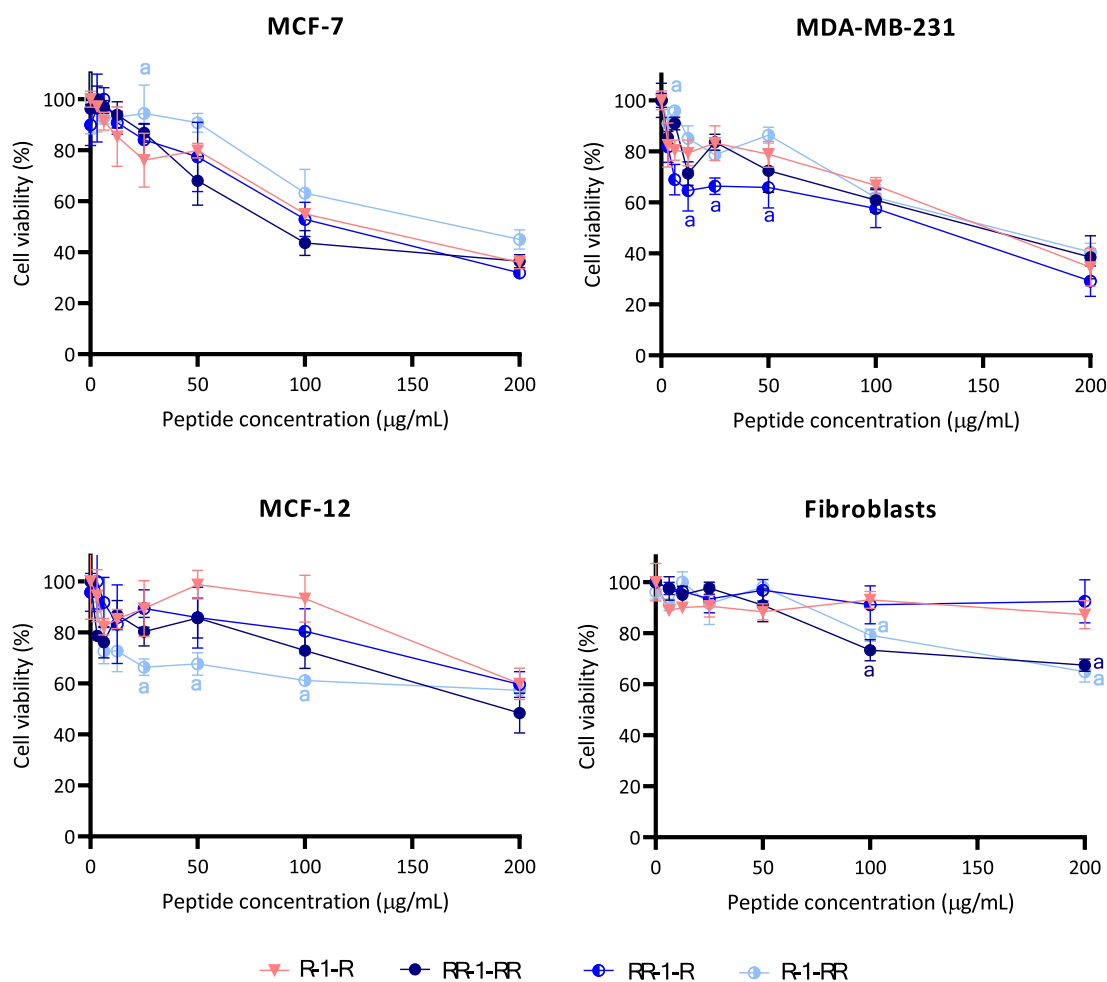 MCF-7
a
100
80
60
40
20
0
Cell viability (%)
0 50 100 150 200
Peptide concentration (μg/mL)
MDA-MB-231
a
100
80
60
40
20
0
a a a
Cell viability (%)
0 50 100 150 200
Peptide concentration (μg/mL)
MCF-12
100
80
60
40
20
0
a a a
Cell viability (%)
0 50 100 150 200
Peptide concentration (μg/mL)
Fibroblasts
100
80
60
40
20
0
a
a
a
a
Cell viability (%)
0 50 100 150 200
Peptide concentration (μg/mL)
R-1-R RR-1-RR RR-1-R R-1-RR